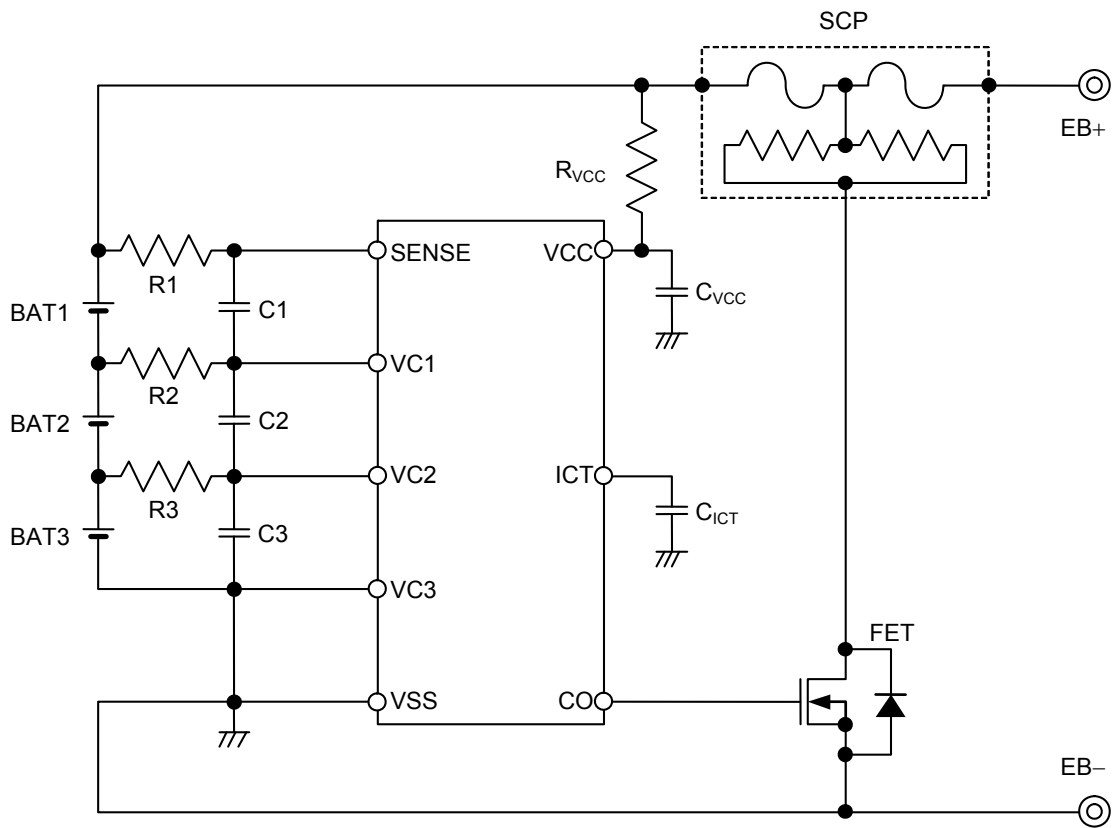 SCP
EB+
RVCC
SENSE
VCC
R1
BAT1
C1
CVCC
VC1
R2
BAT2
C2
VC2
ICT
R3
BAT3
C3
CICT
VC3
FET
VSS
CO
EB−